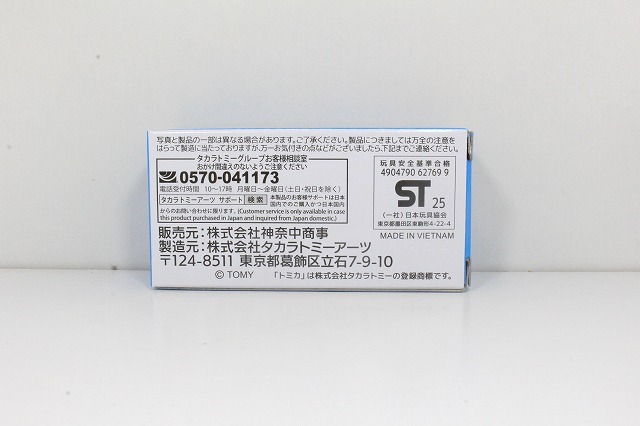 写真と製品の一部は異なる場合があります。ご了承ください。製品につきましては万全の注意を
はらって製造に当たっておりますが、万一お気付きの点などがございましたら、下記までご連絡ください。
タカラトミーグループお客様相談室
おかけ間違えのないようご注意ください
0570-041173
電話受付時間 10〜17時 月曜日〜金曜日(土日・祝日を除く)
タカラトミーアーツ サポート 検索
本製品のお客様サポートは日本
国内でのご購入かつ日本国内
からのお問い合わせに限ります。(Customer service is only available in case
this product purchased in Japan and inquired from Japan domestic.)
玩具安全基準合格
4904790 62769 9
ST 25
(一社)日本玩具協会
東京都墨田区東駒形4-22-4
MADE IN VIETNAM
販売元:株式会社神奈中商事
製造元:株式会社タカラトミーアーツ
〒124-8511 東京都葛飾区立石7-9-10
© TOMY 「トミカ」は株式会社タカラトミーの登録商標です。